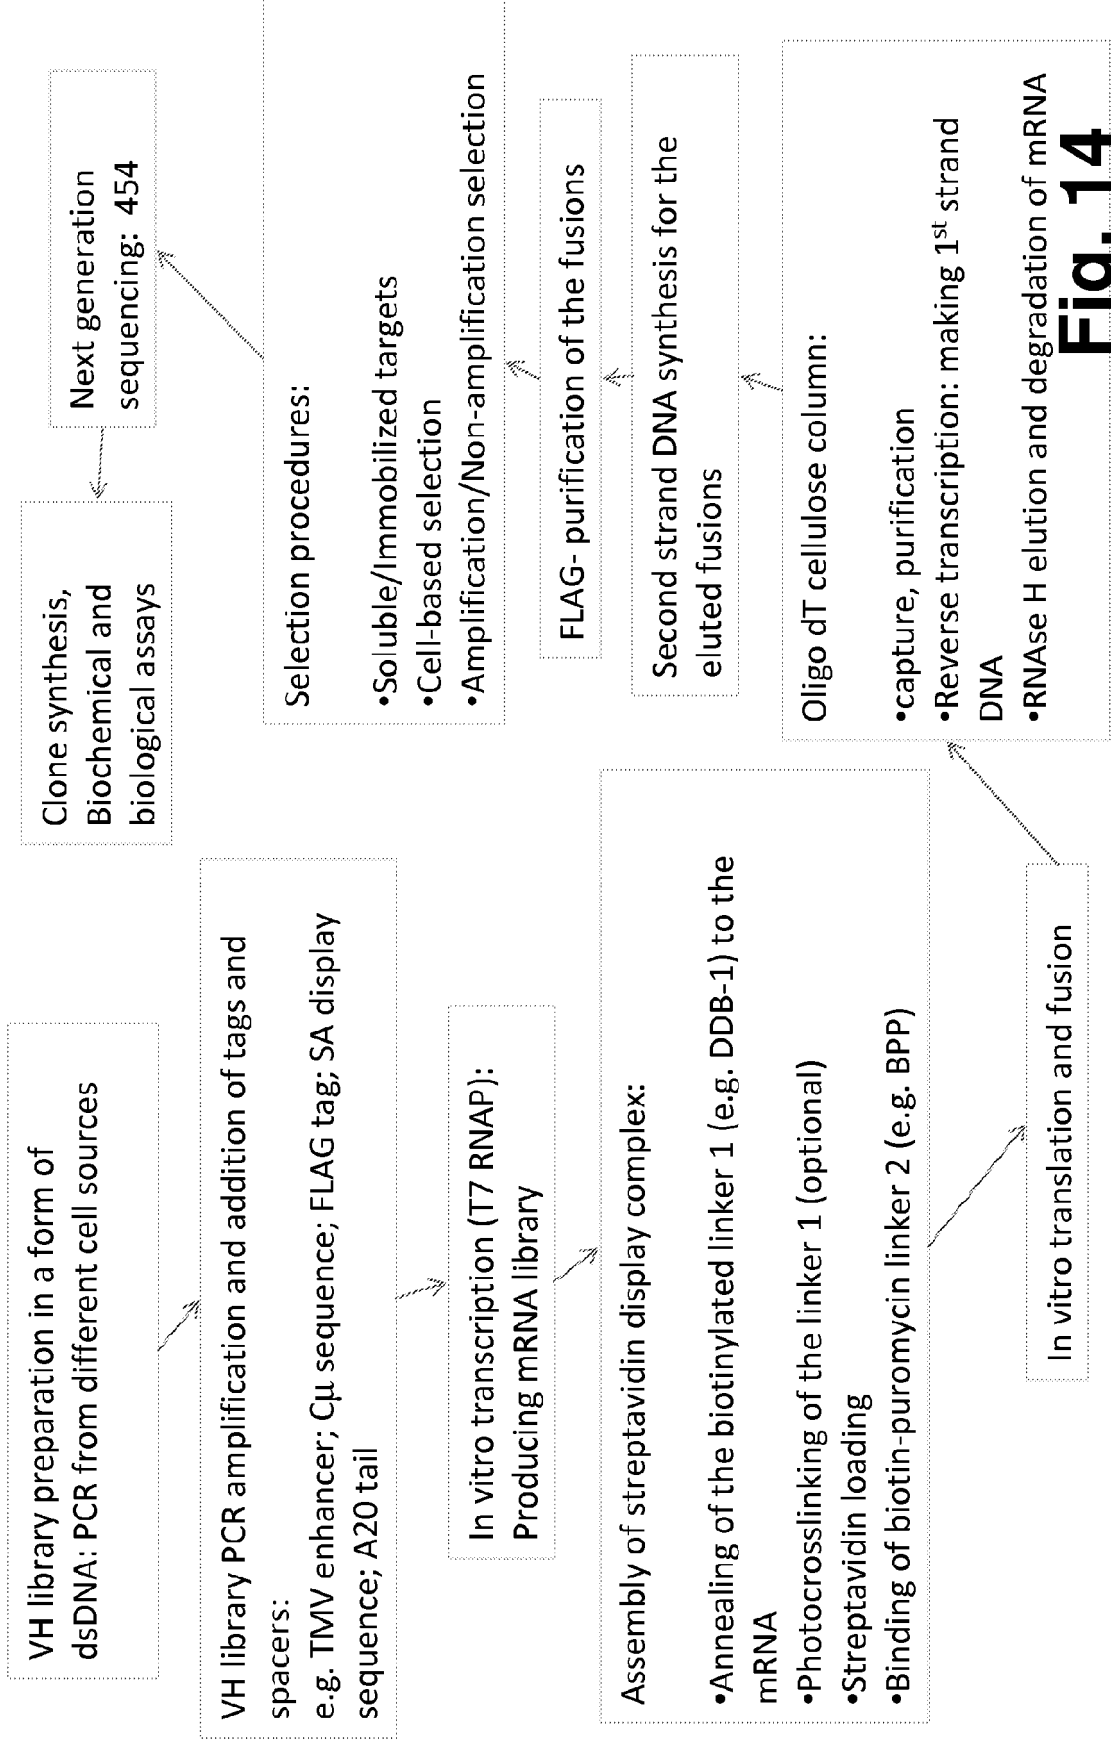 VH library preparation in a form of
dsDNA: PCR from different cell sources
VH library PCR amplification and addition of tags and
spacers:
e.g. TMV enhancer; Cμ sequence; FLAG tag; SA display
sequence; A20 tail
In vitro transcription (T7 RNAP):
Producing mRNA library
Assembly of streptavidin display complex:
•Annealing of the biotinylated linker 1 (e.g. DDB-1) to the
mRNA
•Photocrosslinking of the linker 1 (optional)
•Streptavidin loading
•Binding of biotin-puromycin linker 2 (e.g. BPP)
In vitro translation and fusion
Oligo dT cellulose column:
•capture, purification
•Reverse transcription: making 1st strand
DNA
•RNAse H elution and degradation of mRNA
Second strand DNA synthesis for the
eluted fusions
FLAG- purification of the fusions
Selection procedures:
•Soluble/Immobilized targets
•Cell-based selection
•Amplification/Non-amplification selection
Next generation
sequencing: 454
Clone synthesis,
Biochemical and
biological assays
Fig. 14